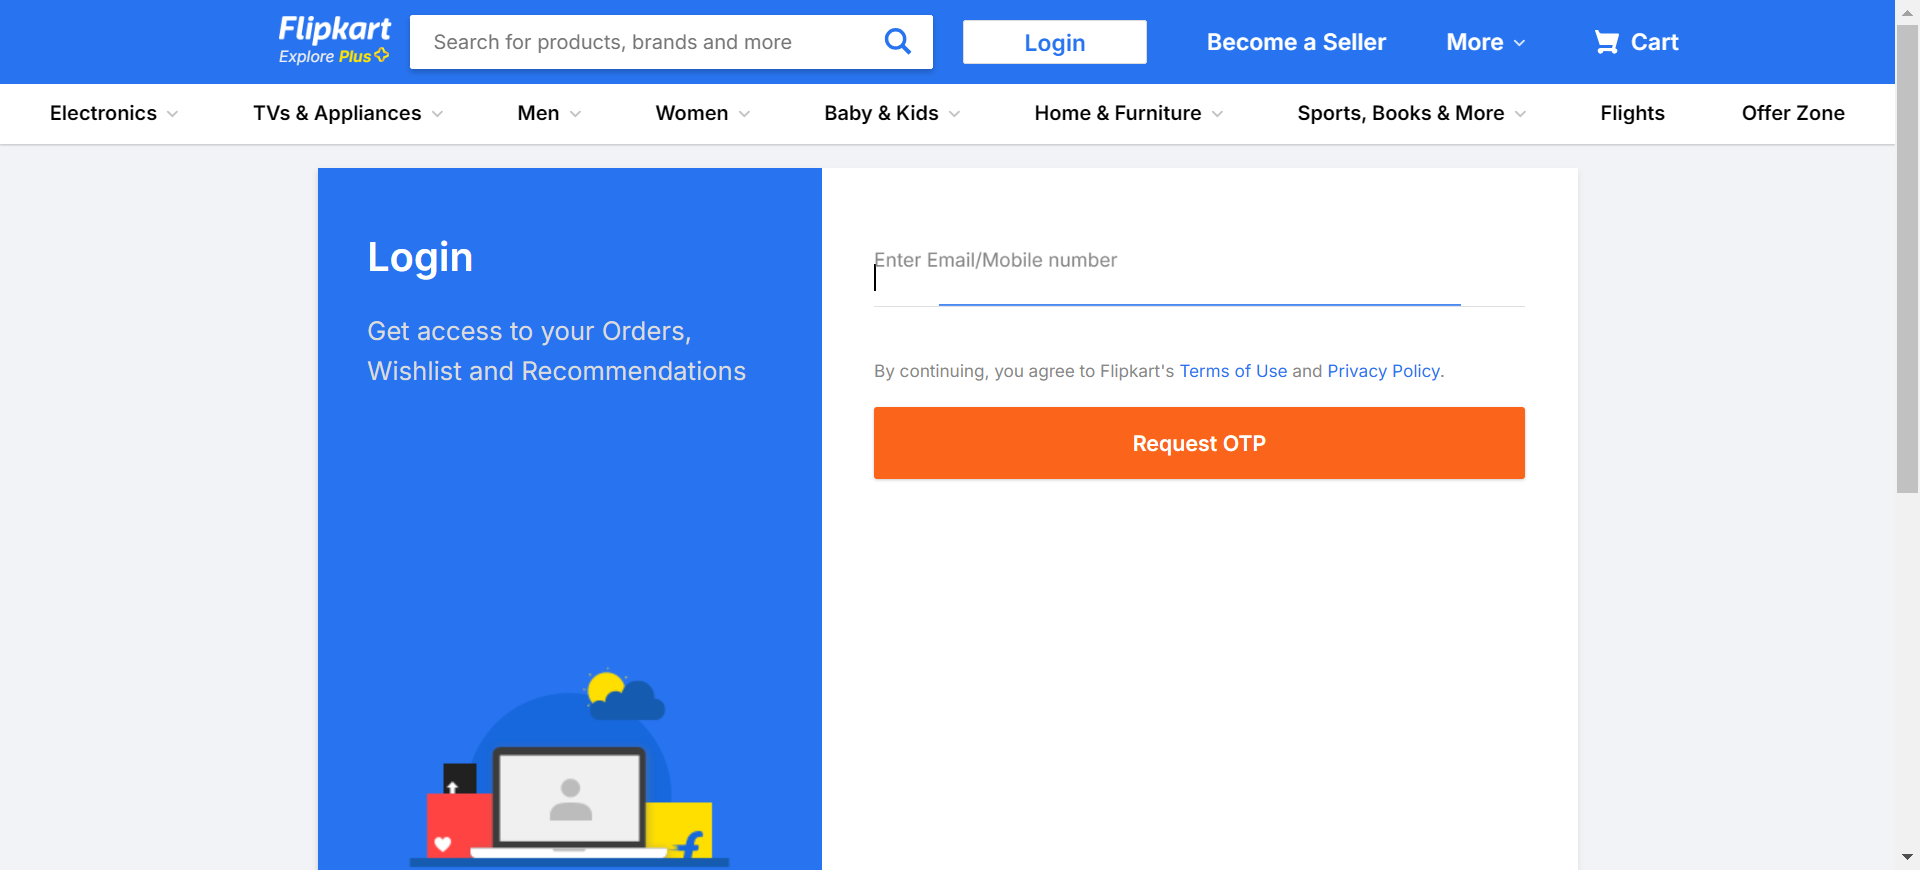 Flipkart
Explore Plus
Search for products, brands and more
Login
Become a Seller
More
Cart
Electronics
TVs & Appliances
Men
Women
Baby & Kids
Home & Furniture
Sports, Books & More
Flights
Offer Zone
Login
Get access to your Orders,
Wishlist and Recommendations
Enter Email/Mobile number
By continuing, you agree to Flipkart's Terms of Use and Privacy Policy.
Request OTP
f